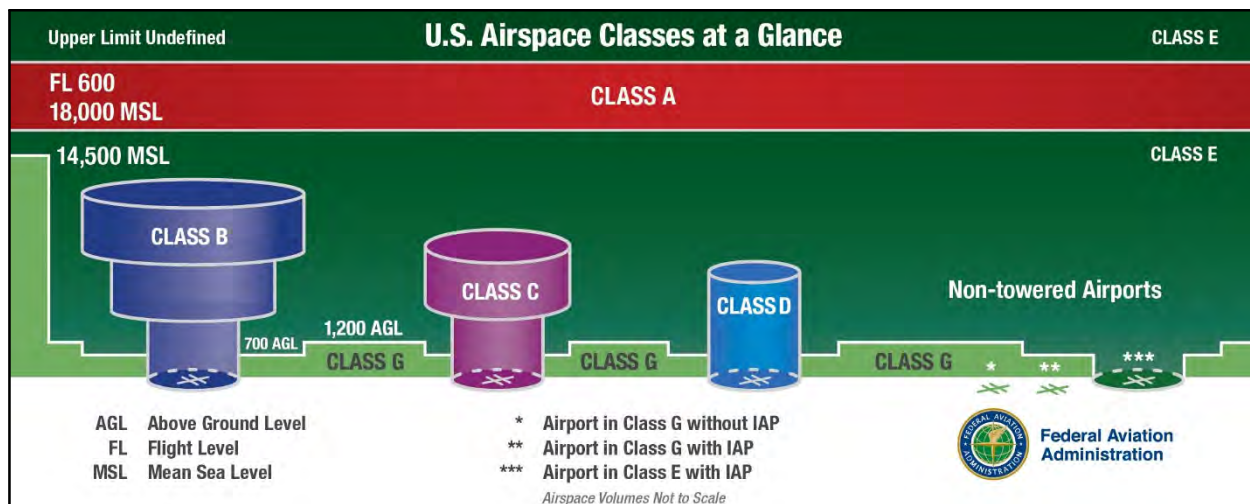 U.S. Airspace Classes at a Glance
Upper Limit Undefined
CLASS E
FL 600
18,000 MSL
CLASS A
14,500 MSL
CLASS E
CLASS B
CLASS C
CLASS D
Non-towered Airports
700 AGL
1,200 AGL
CLASS G
CLASS G
CLASS G
*
**
***
AGL Above Ground Level
FL Flight Level
MSL Mean Sea Level
* Airport in Class G without IAP
** Airport in Class G with IAP
*** Airport in Class E with IAP
Airspace Volumes Not to Scale
FEDERAL AVIATION
ADMINISTRATION
Federal Aviation
Administration